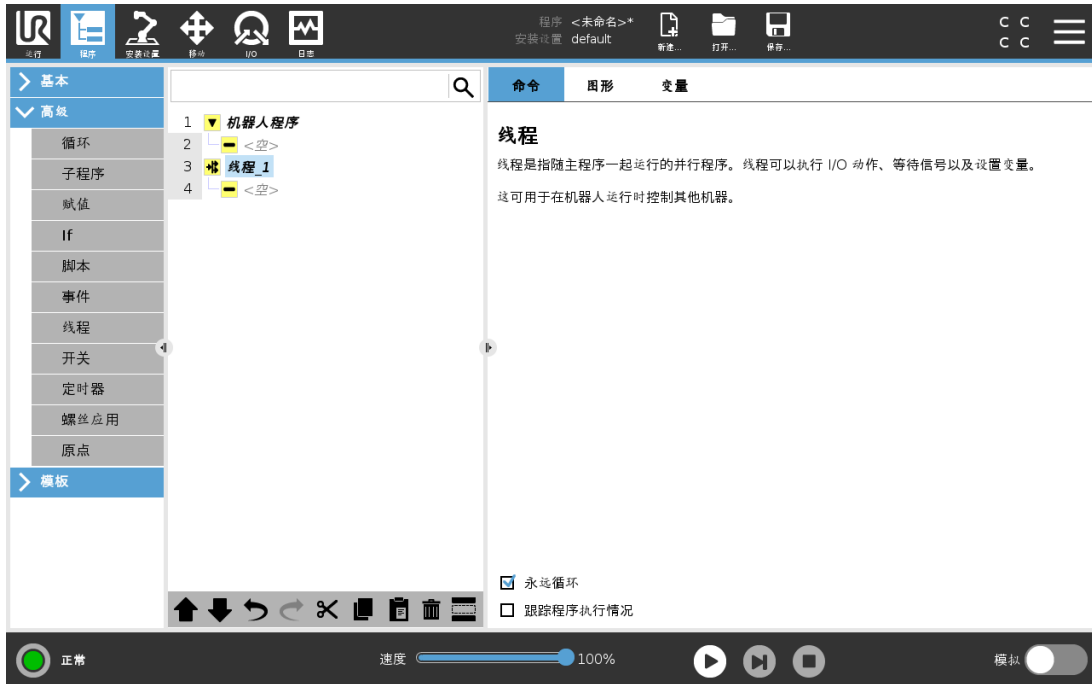 UR
运行
程序
安装设置
移动
I/O
日志
程序 <未命名>*
安装设置 default
新建...
打开...
保存...
C C
C C
基本
高级
循环
子程序
赋值
If
脚本
事件
线程
开关
定时器
螺丝应用
原点
模板
1 机器人程序
2 <空>
3 线程_1
4 <空>
命令 图形 变量
线程
线程是指随主程序一起运行的并行程序。线程可以执行 I/O 动作、等待信号以及设置变量。
这可用于在机器人运行时控制其他机器。
永远循环
跟踪程序执行情况
正常
速度 100%
模拟